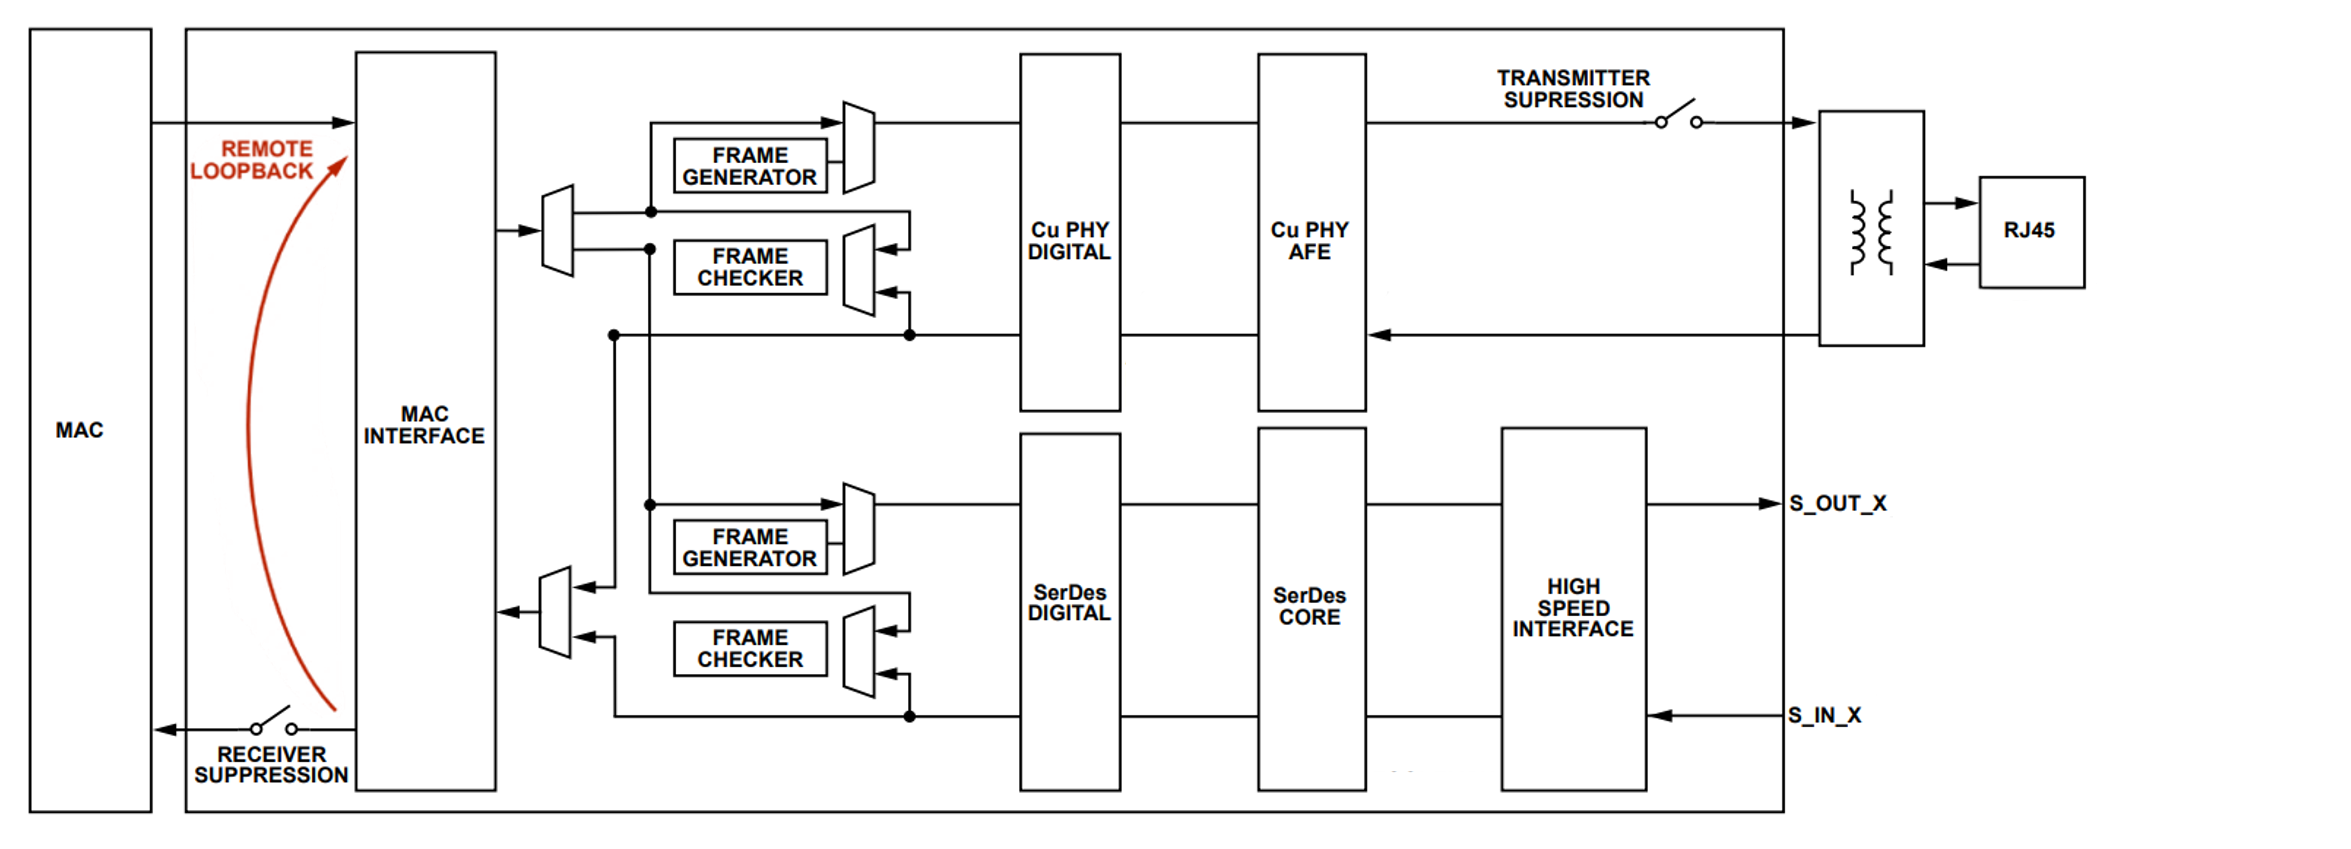 TRANSMITTER
SUPRESSION
REMOTE
LOOPBACK
FRAME
GENERATOR
FRAME
CHECKER
Cu PHY
DIGITAL
Cu PHY
AFE
RJ45
MAC
MAC
INTERFACE
FRAME
GENERATOR
FRAME
CHECKER
SerDes
DIGITAL
SerDes
CORE
HIGH
SPEED
INTERFACE
S_OUT_X
S_IN_X
RECEIVER
SUPPRESSION